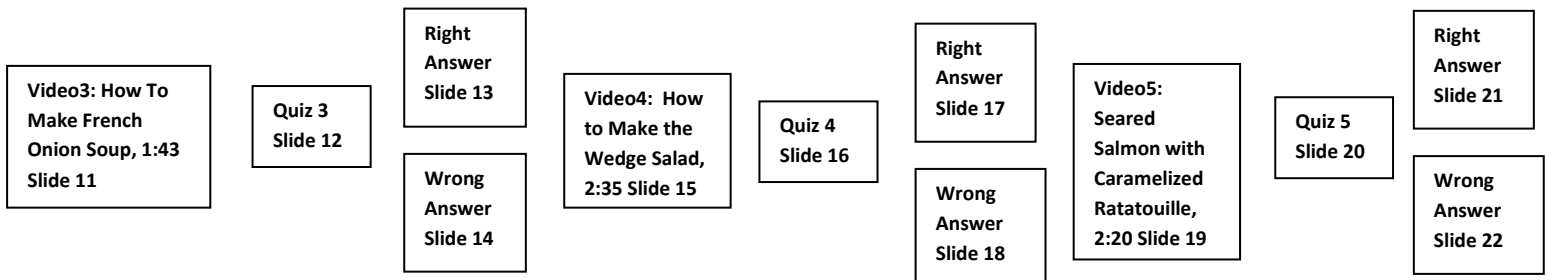 Video3: How To
Make French
Onion Soup, 1:43
Slide 11
Quiz 3
Slide 12
Right
Answer
Slide 13
Wrong
Answer
Slide 14
Video4:  How
to Make the
Wedge Salad,
2:35 Slide 15
Quiz 4
Slide 16
Right
Answer
Slide 17
Wrong
Answer
Slide 18
Video5:
Seared
Salmon with
Caramelized
Ratatouille,
2:20 Slide 19
Quiz 5
Slide 20
Right
Answer
Slide 21
Wrong
Answer
Slide 22